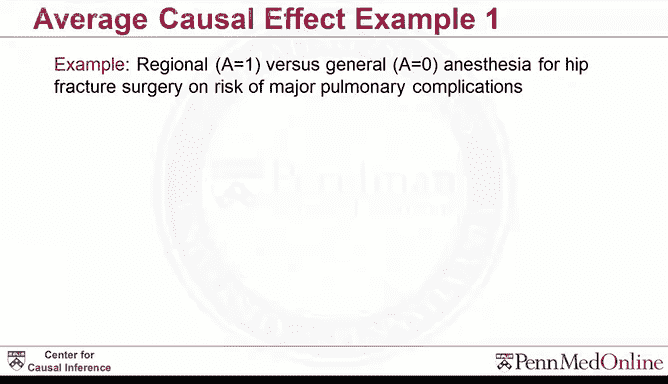 Average Causal Effect Example 1
Example: Regional (A=1) versus general (A=0) anesthesia for hip
fracture surgery on risk of major pulmonary complications
Center for
Causal Inference
PennMedOnline